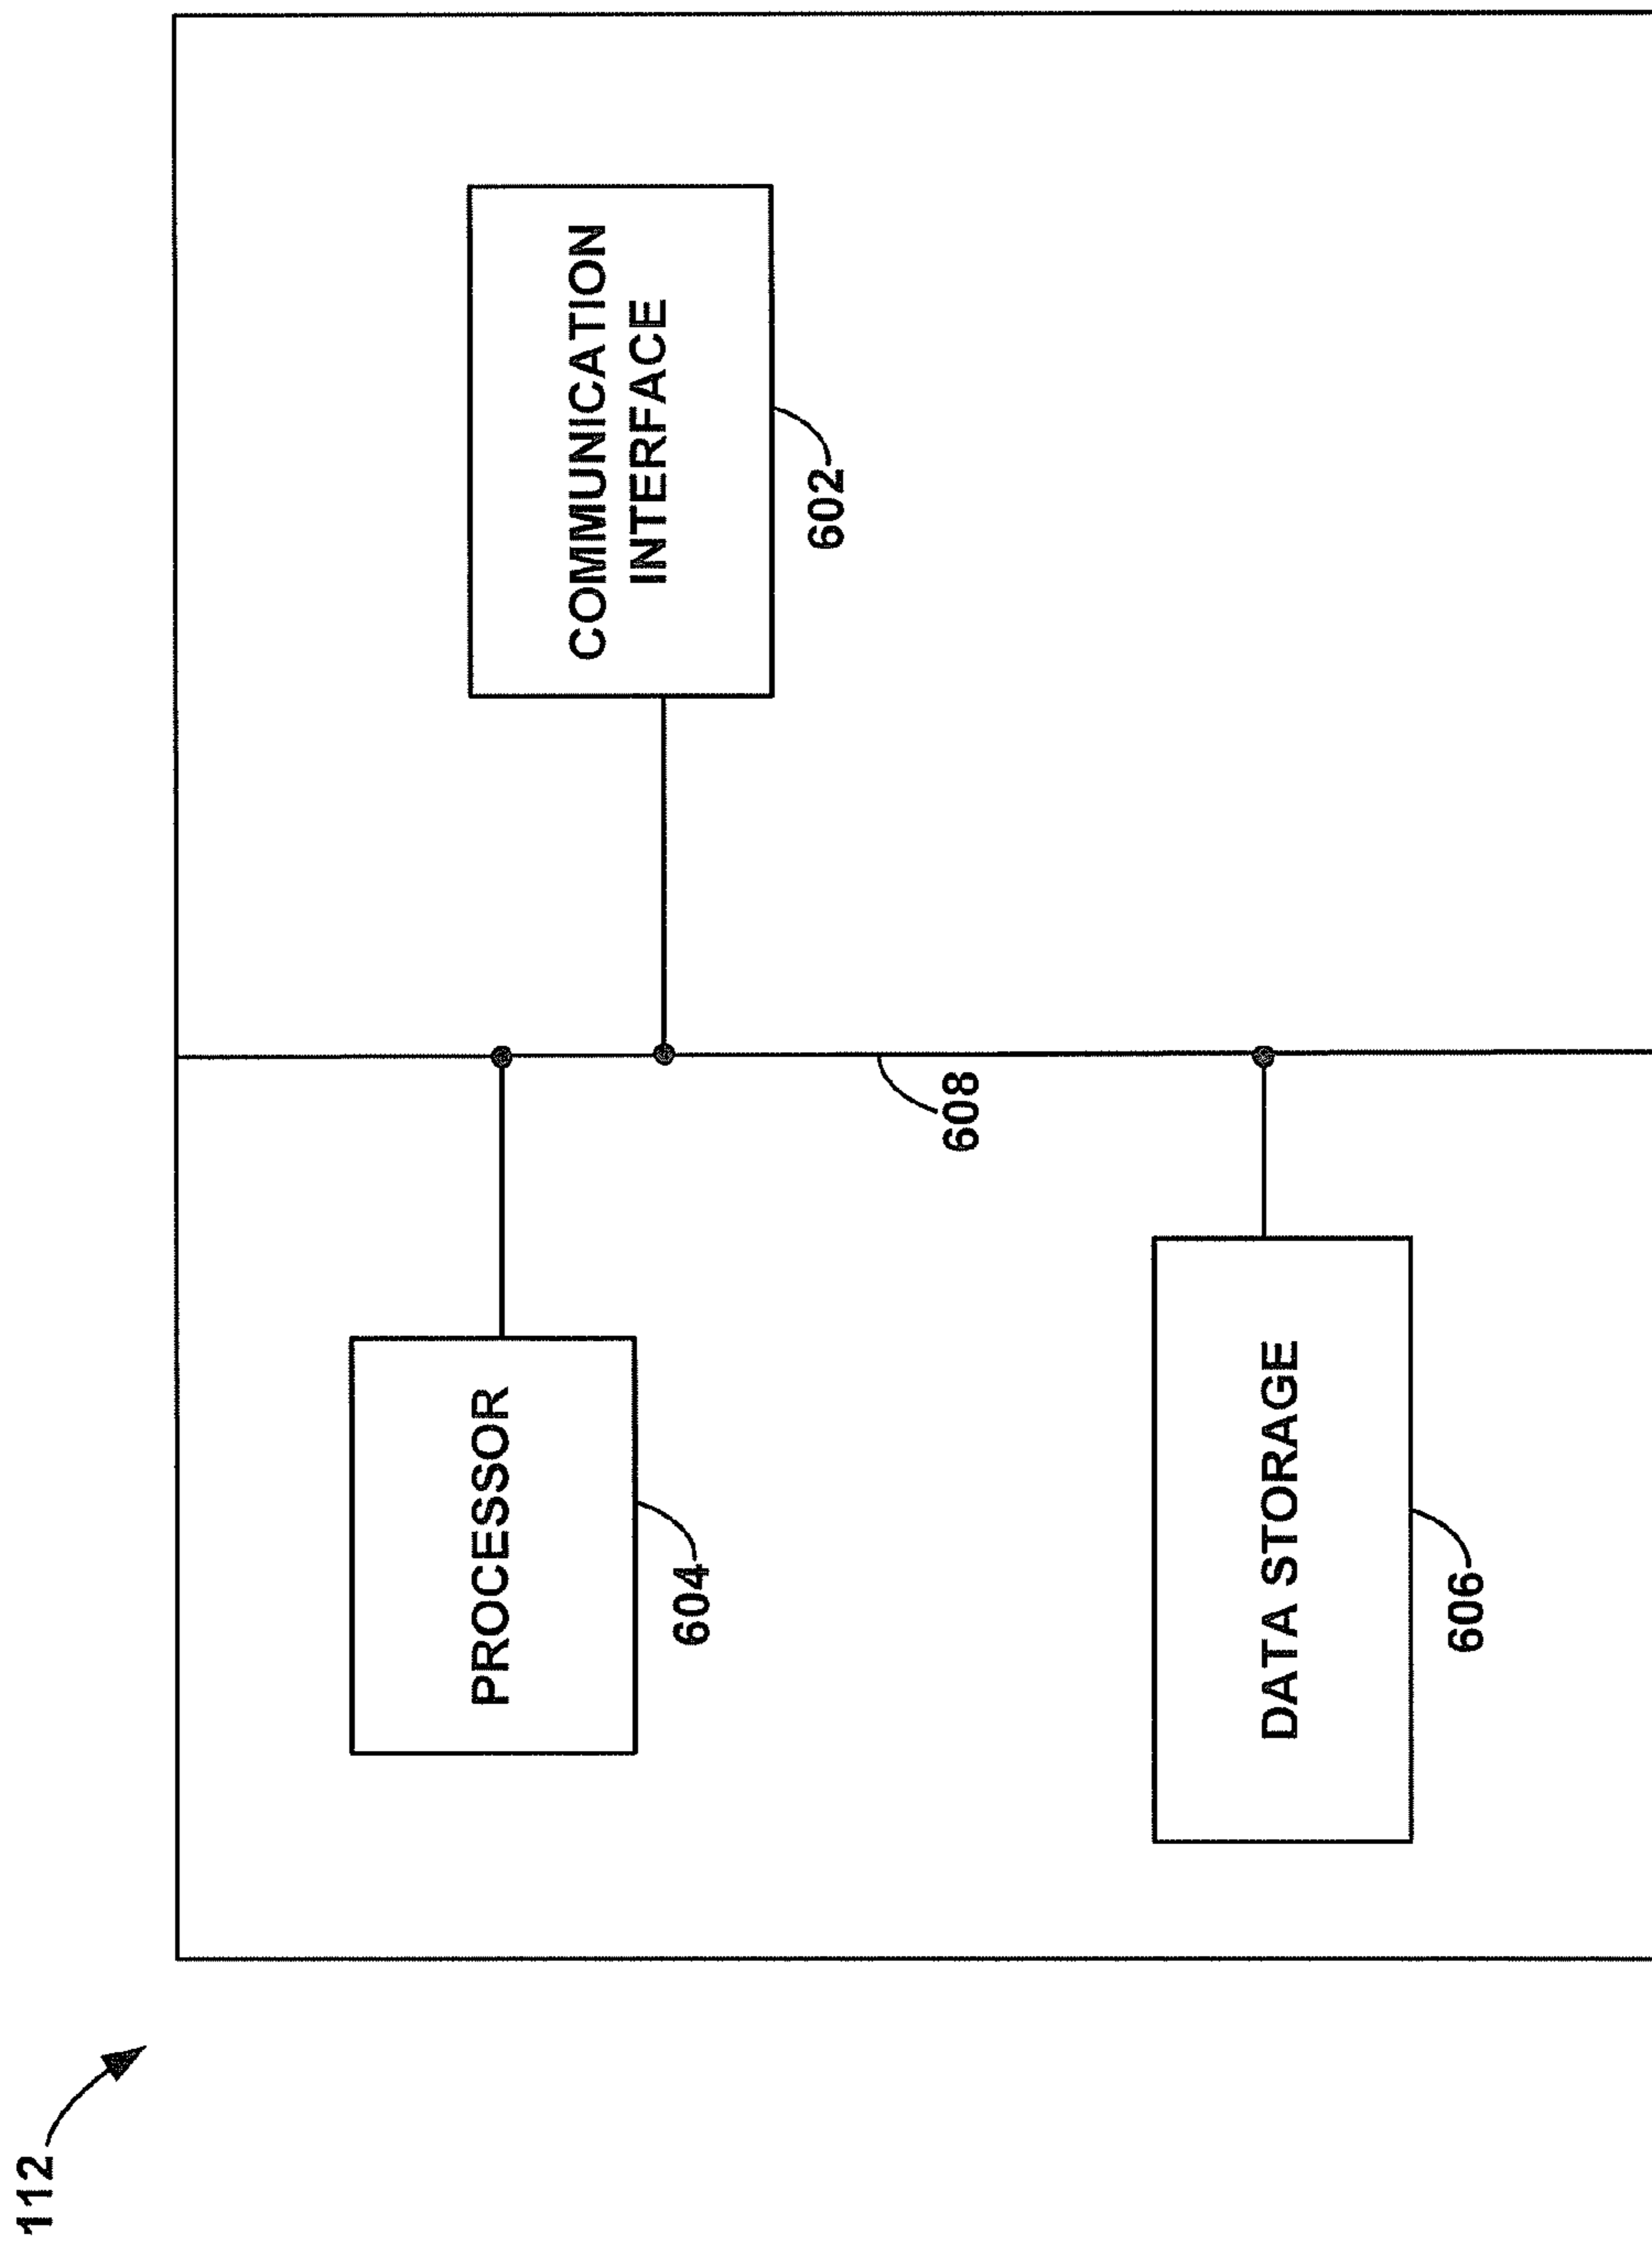 112
PROCESSOR
604
COMMUNICATION
INTERFACE
602
608
DATA STORAGE
606